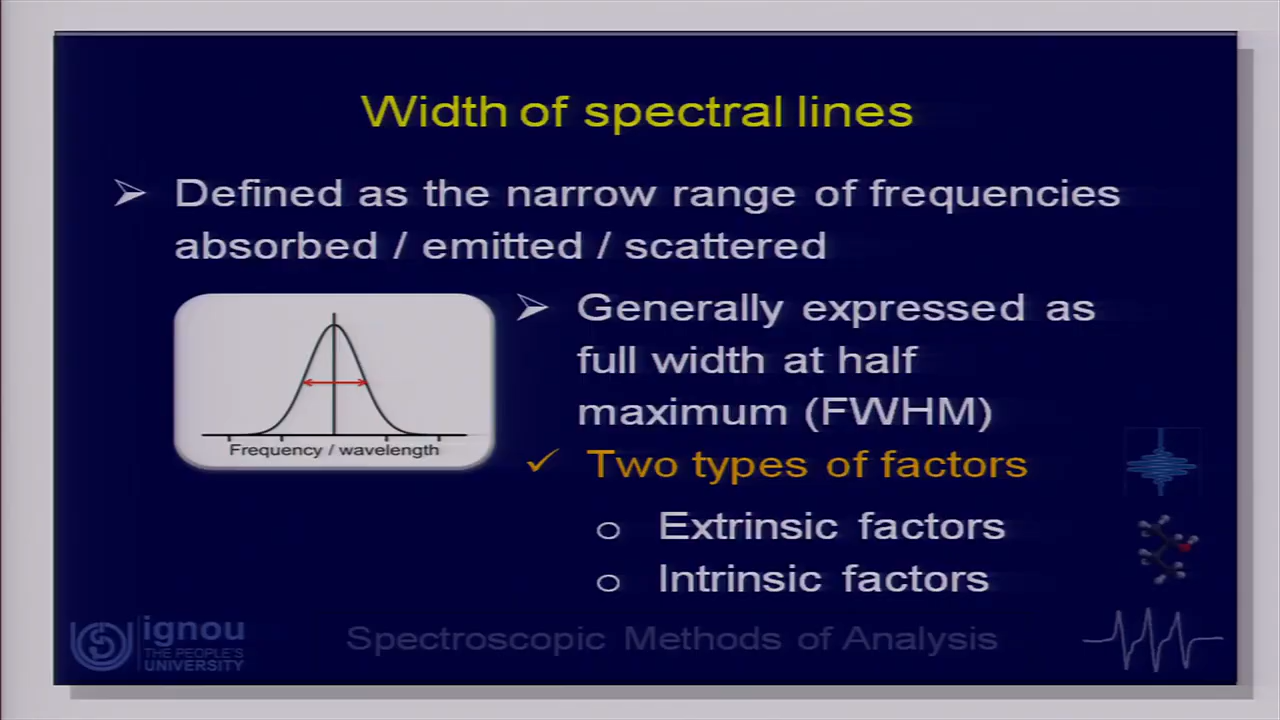 Width of spectral lines
Defined as the narrow range of frequencies
absorbed / emitted / scattered
Generally expressed as
full width at half
maximum (FWHM)
Frequency / wavelength
Two types of factors
Extrinsic factors
Intrinsic factors
ignou
THE PEOPLE'S
UNIVERSITY
Spectroscopic Methods of Analysis